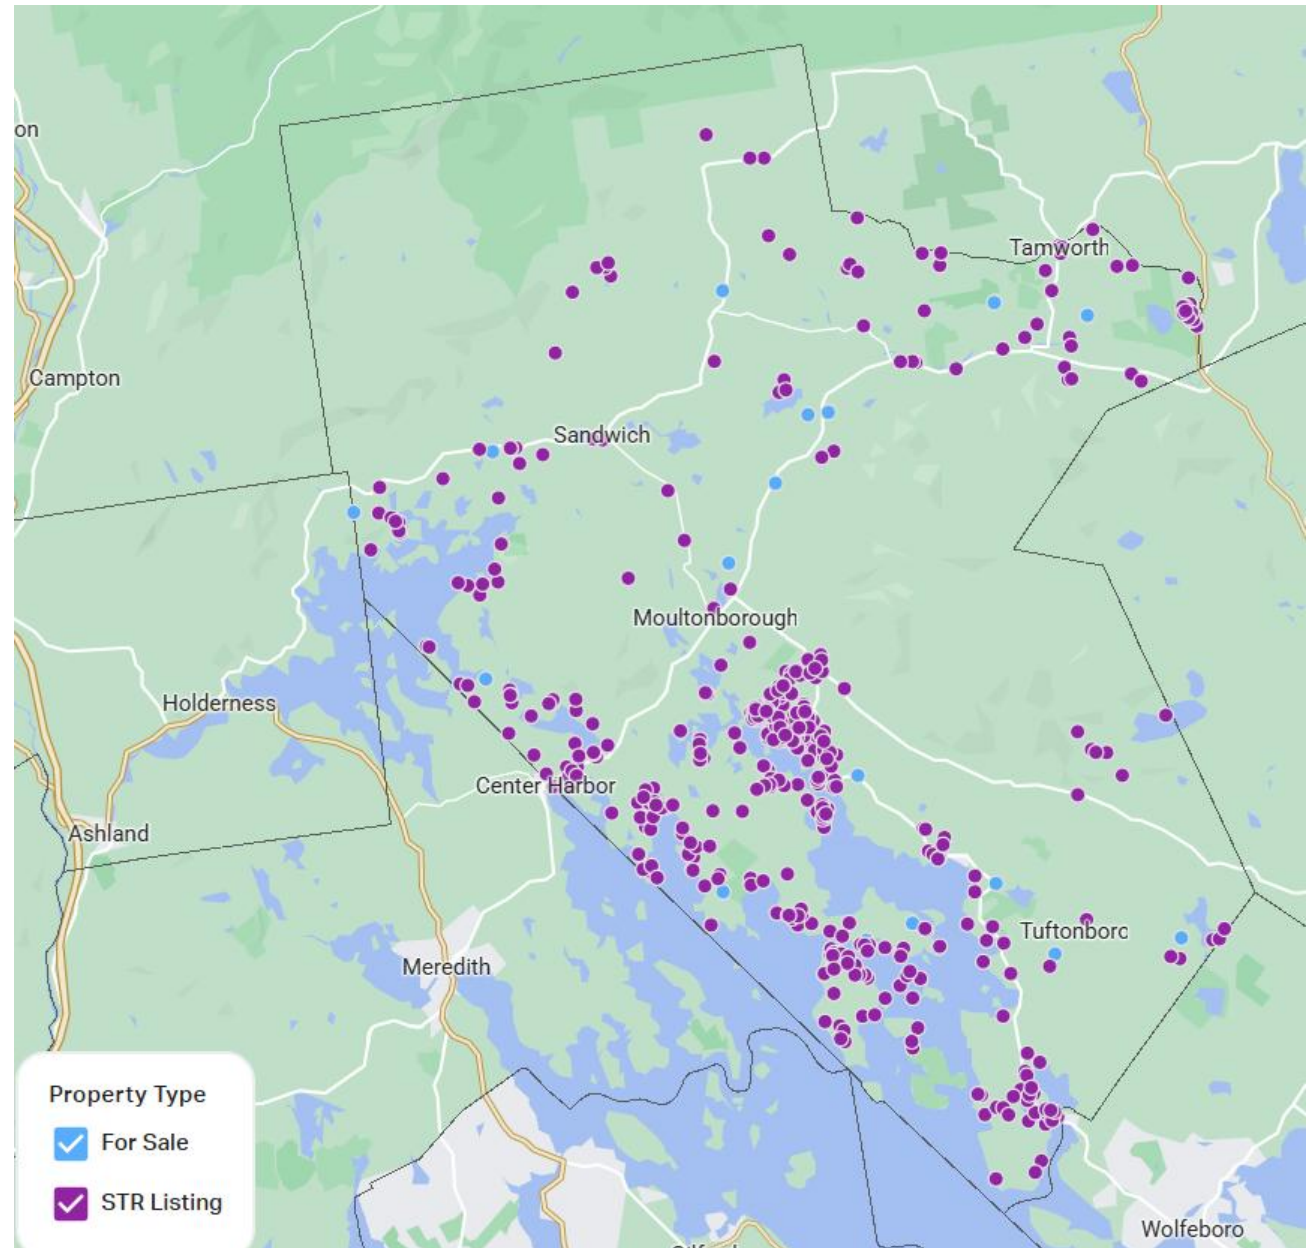 on
Tamworth
Campton
Sandwich
Moultonborough
Holderness
Center Harbor
Ashland
Tuftonboro
Meredith
Property Type
For Sale
STR Listing
Wolfeboro